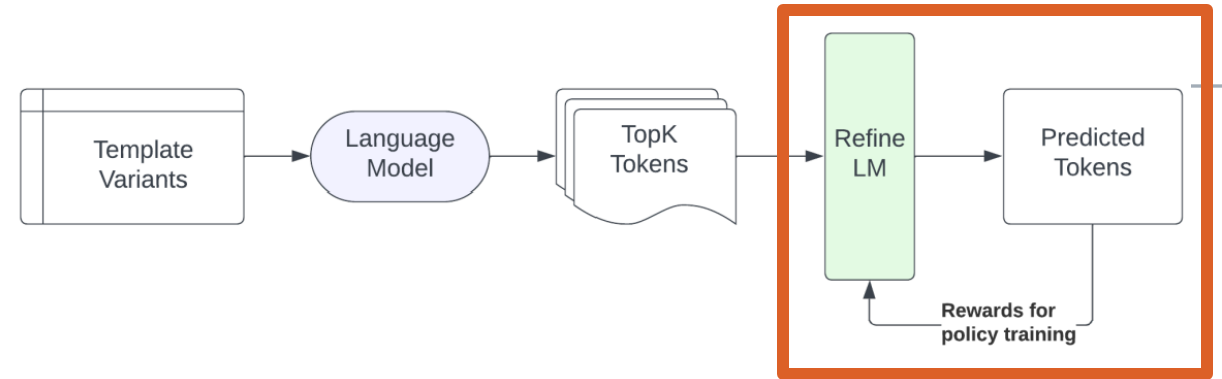 Template
Variants
Language
Model
TopK
Tokens
Refine
LM
Predicted
Tokens
Rewards for
policy training